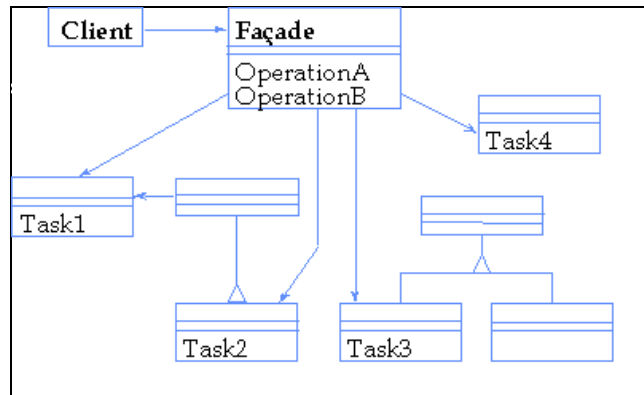 Client
Façade
OperationA
OperationB
Task4
Task1
Task2
Task3